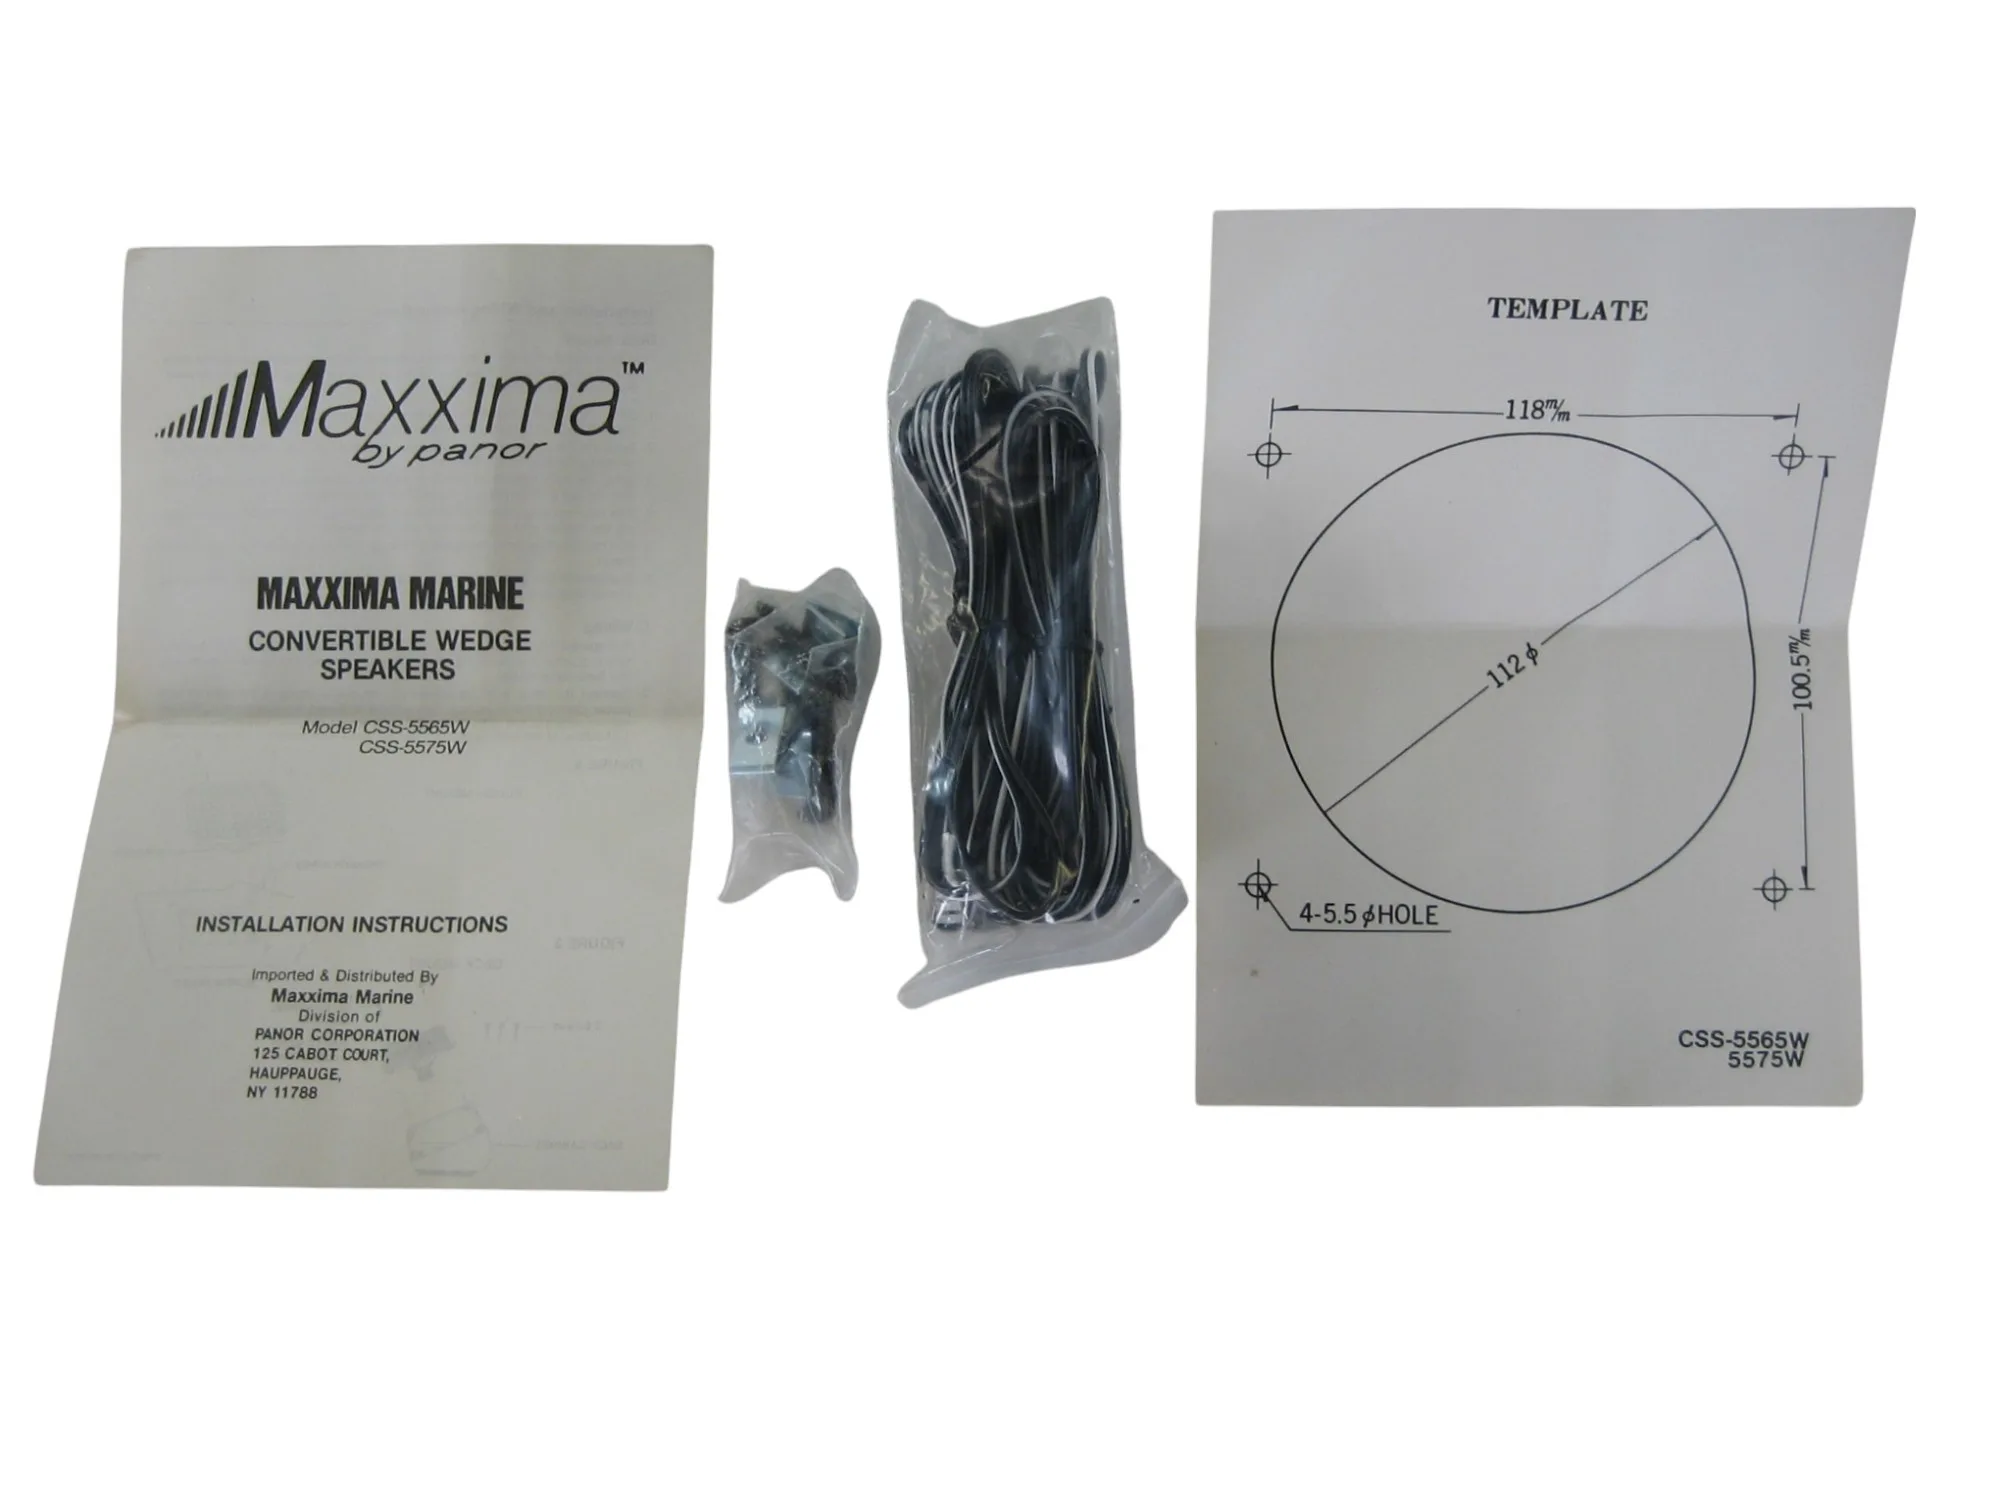 Maxxima™
by panor
MAXXIMA MARINE
CONVERTIBLE WEDGE
SPEAKERS
Model CSS-5565W
CSS-5575W
INSTALLATION INSTRUCTIONS
Imported & Distributed By
Maxxima Marine
Division of
PANOR CORPORATION
125 CABOT COURT,
HAUPPAUGE,
NY 11788
TEMPLATE
118m/m
112ϕ
100.5m/m
4-5.5ϕHOLE
CSS-5565W
5575W